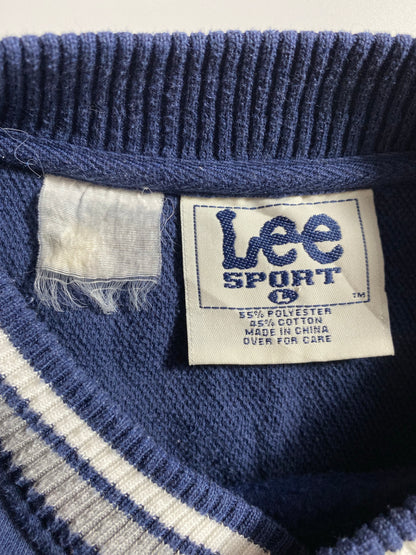 Lee
SPORT
L
TM
55% POLYESTER
45% COTTON
MADE IN CHINA
OVER FOR CARE